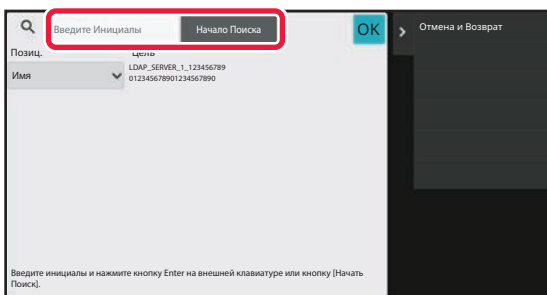 Введите Инициалы
Начало Поиска
OK
Отмена и Возврат
Позиц.
Цель
Имя
LDAP_SERVER_1_123456789
012345678901234567890
Введите инициалы и нажмите кнопку Enter на внешней клавиатуре или кнопку [Начать
Поиск].